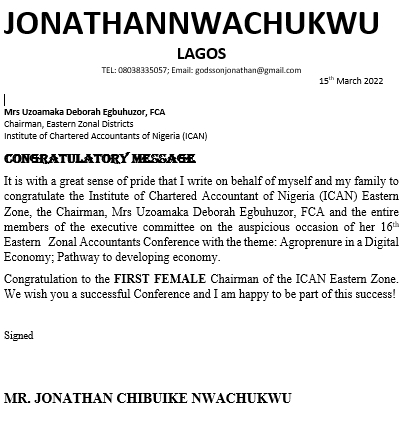 JONATHANNWACHUKWU
LAGOS
TEL: 08038335057; Email: godssonjonathan@gmail.com
15th March 2022
Mrs Uzoamaka Deborah Egbuhuzor, FCA
Chairman, Eastern Zonal Districts
Institute of Chartered Accountants of Nigeria (ICAN)
CONGRATULATORY MESSAGE
It is with a great sense of pride that I write on behalf of myself and my family to
congratulate the Institute of Chartered Accountant of Nigeria (ICAN) Eastern
Zone, the Chairman, Mrs Uzoamaka Deborah Egbuhuzor, FCA and the entire
members of the executive committee on the auspicious occasion of her 16th
Eastern Zonal Accountants Conference with the theme: Agroprenure in a Digital
Economy; Pathway to developing economy.
Congratulation to the FIRST FEMALE Chairman of the ICAN Eastern Zone.
We wish you a successful Conference and I am happy to be part of this success!
Signed
MR. JONATHAN CHIBUIKE NWACHUKWU